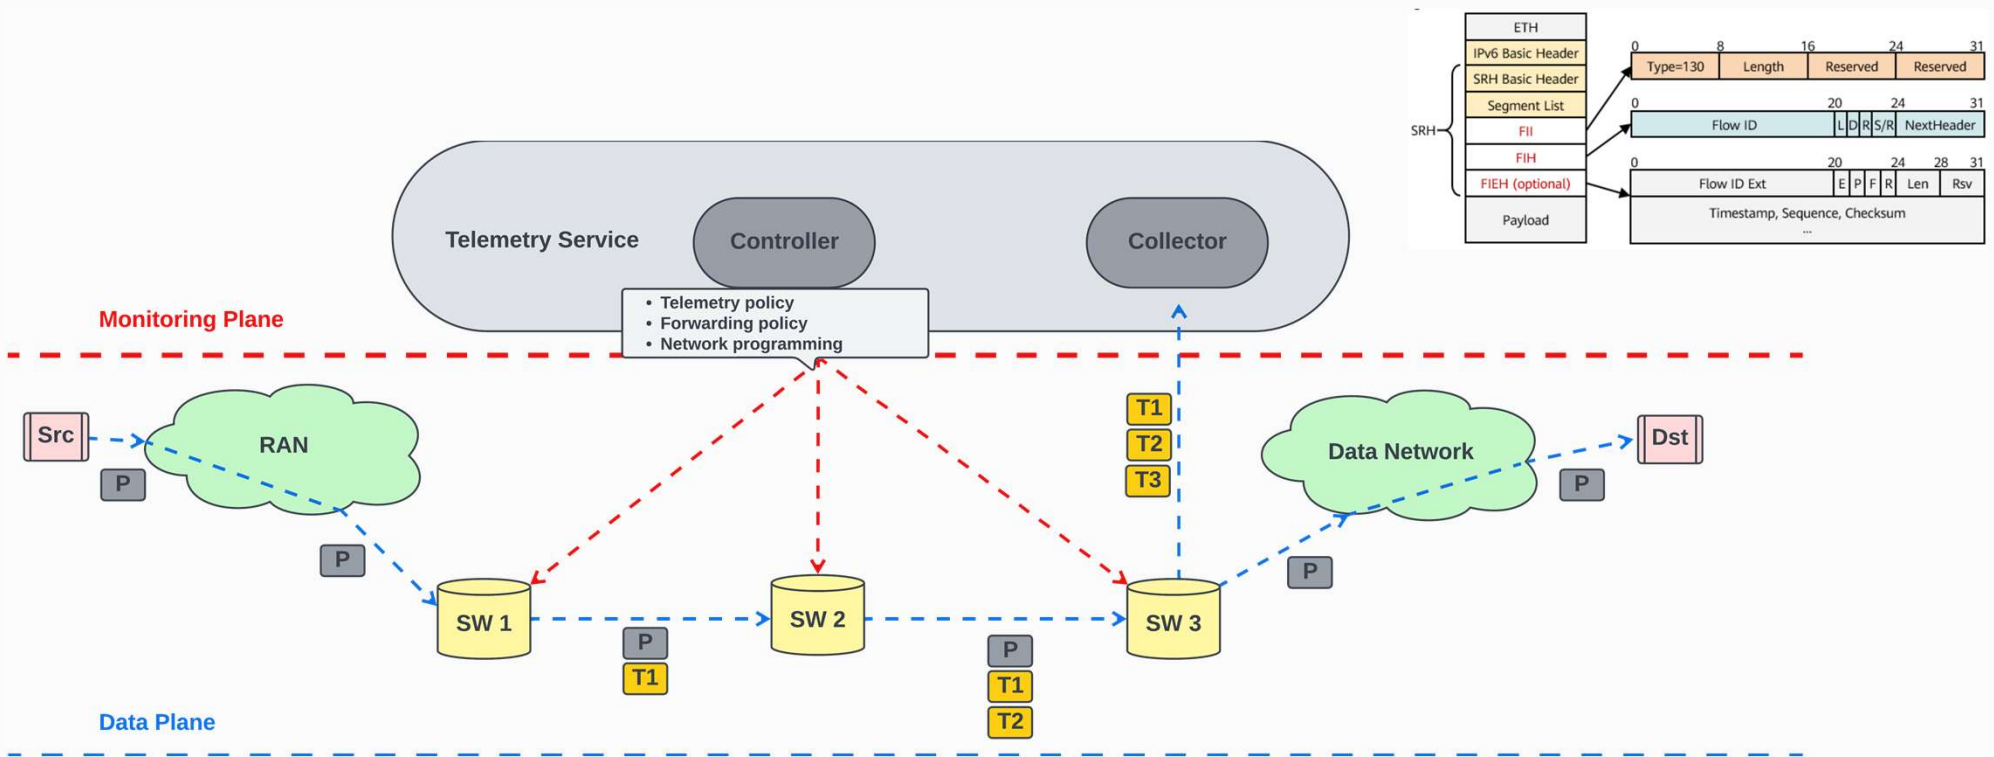 ETH
IPv6 Basic Header
SRH Basic Header
Segment List
FII
FIH
FIEH (optional)
Payload
SRH
0 8 16 24 31
Type=130 Length Reserved Reserved
0 20 24 31
Flow ID L D R S/R NextHeader
0 20 24 28 31
Flow ID Ext E P F R Len Rsv
Timestamp, Sequence, Checksum
...
Telemetry Service
Controller
Collector
• Telemetry policy
• Forwarding policy
• Network programming
Monitoring Plane
Src
P
RAN
P
T1
T2
T3
Data Network
Dst
P
P
SW 1
SW 2
SW 3
P
T1
P
T1
T2
Data Plane